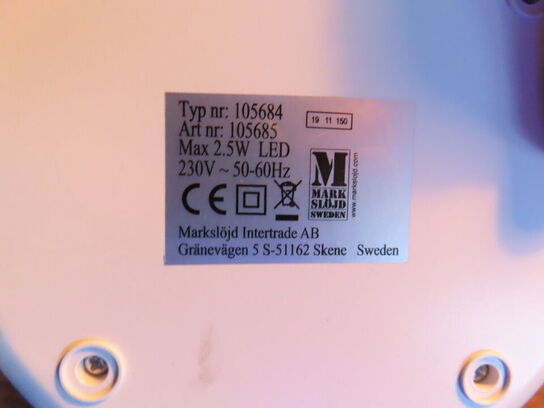 Typ nr: 105684
19 11 150
Art nr: 105685
Max 2.5W LED
230V ~ 50-60Hz
CE
M
MARK
SLÖJD
SWEDEN
www.markslojd.com
Markslöjd Intertrade AB
Gränevägen 5 S-51162 Skene Sweden